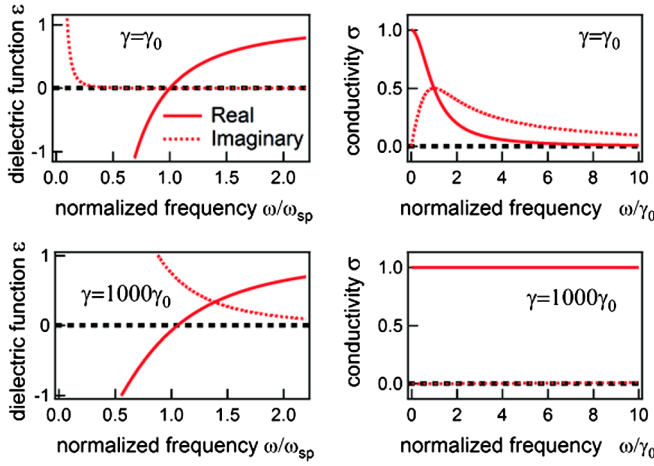 dielectric function ε
1
0
-1
γ=γ0
Real
Imaginary
0.0 0.5 1.0 1.5 2.0
normalized frequency ω/ωsp
conductivity σ
1.0
0.5
0.0
γ=γ0
0 2 4 6 8 10
normalized frequency ω/γ0
dielectric function ε
1
0
-1
γ=1000γ0
0.0 0.5 1.0 1.5 2.0
normalized frequency ω/ωsp
conductivity σ
1.0
0.5
0.0
γ=1000γ0
0 2 4 6 8 10
normalized frequency ω/γ0